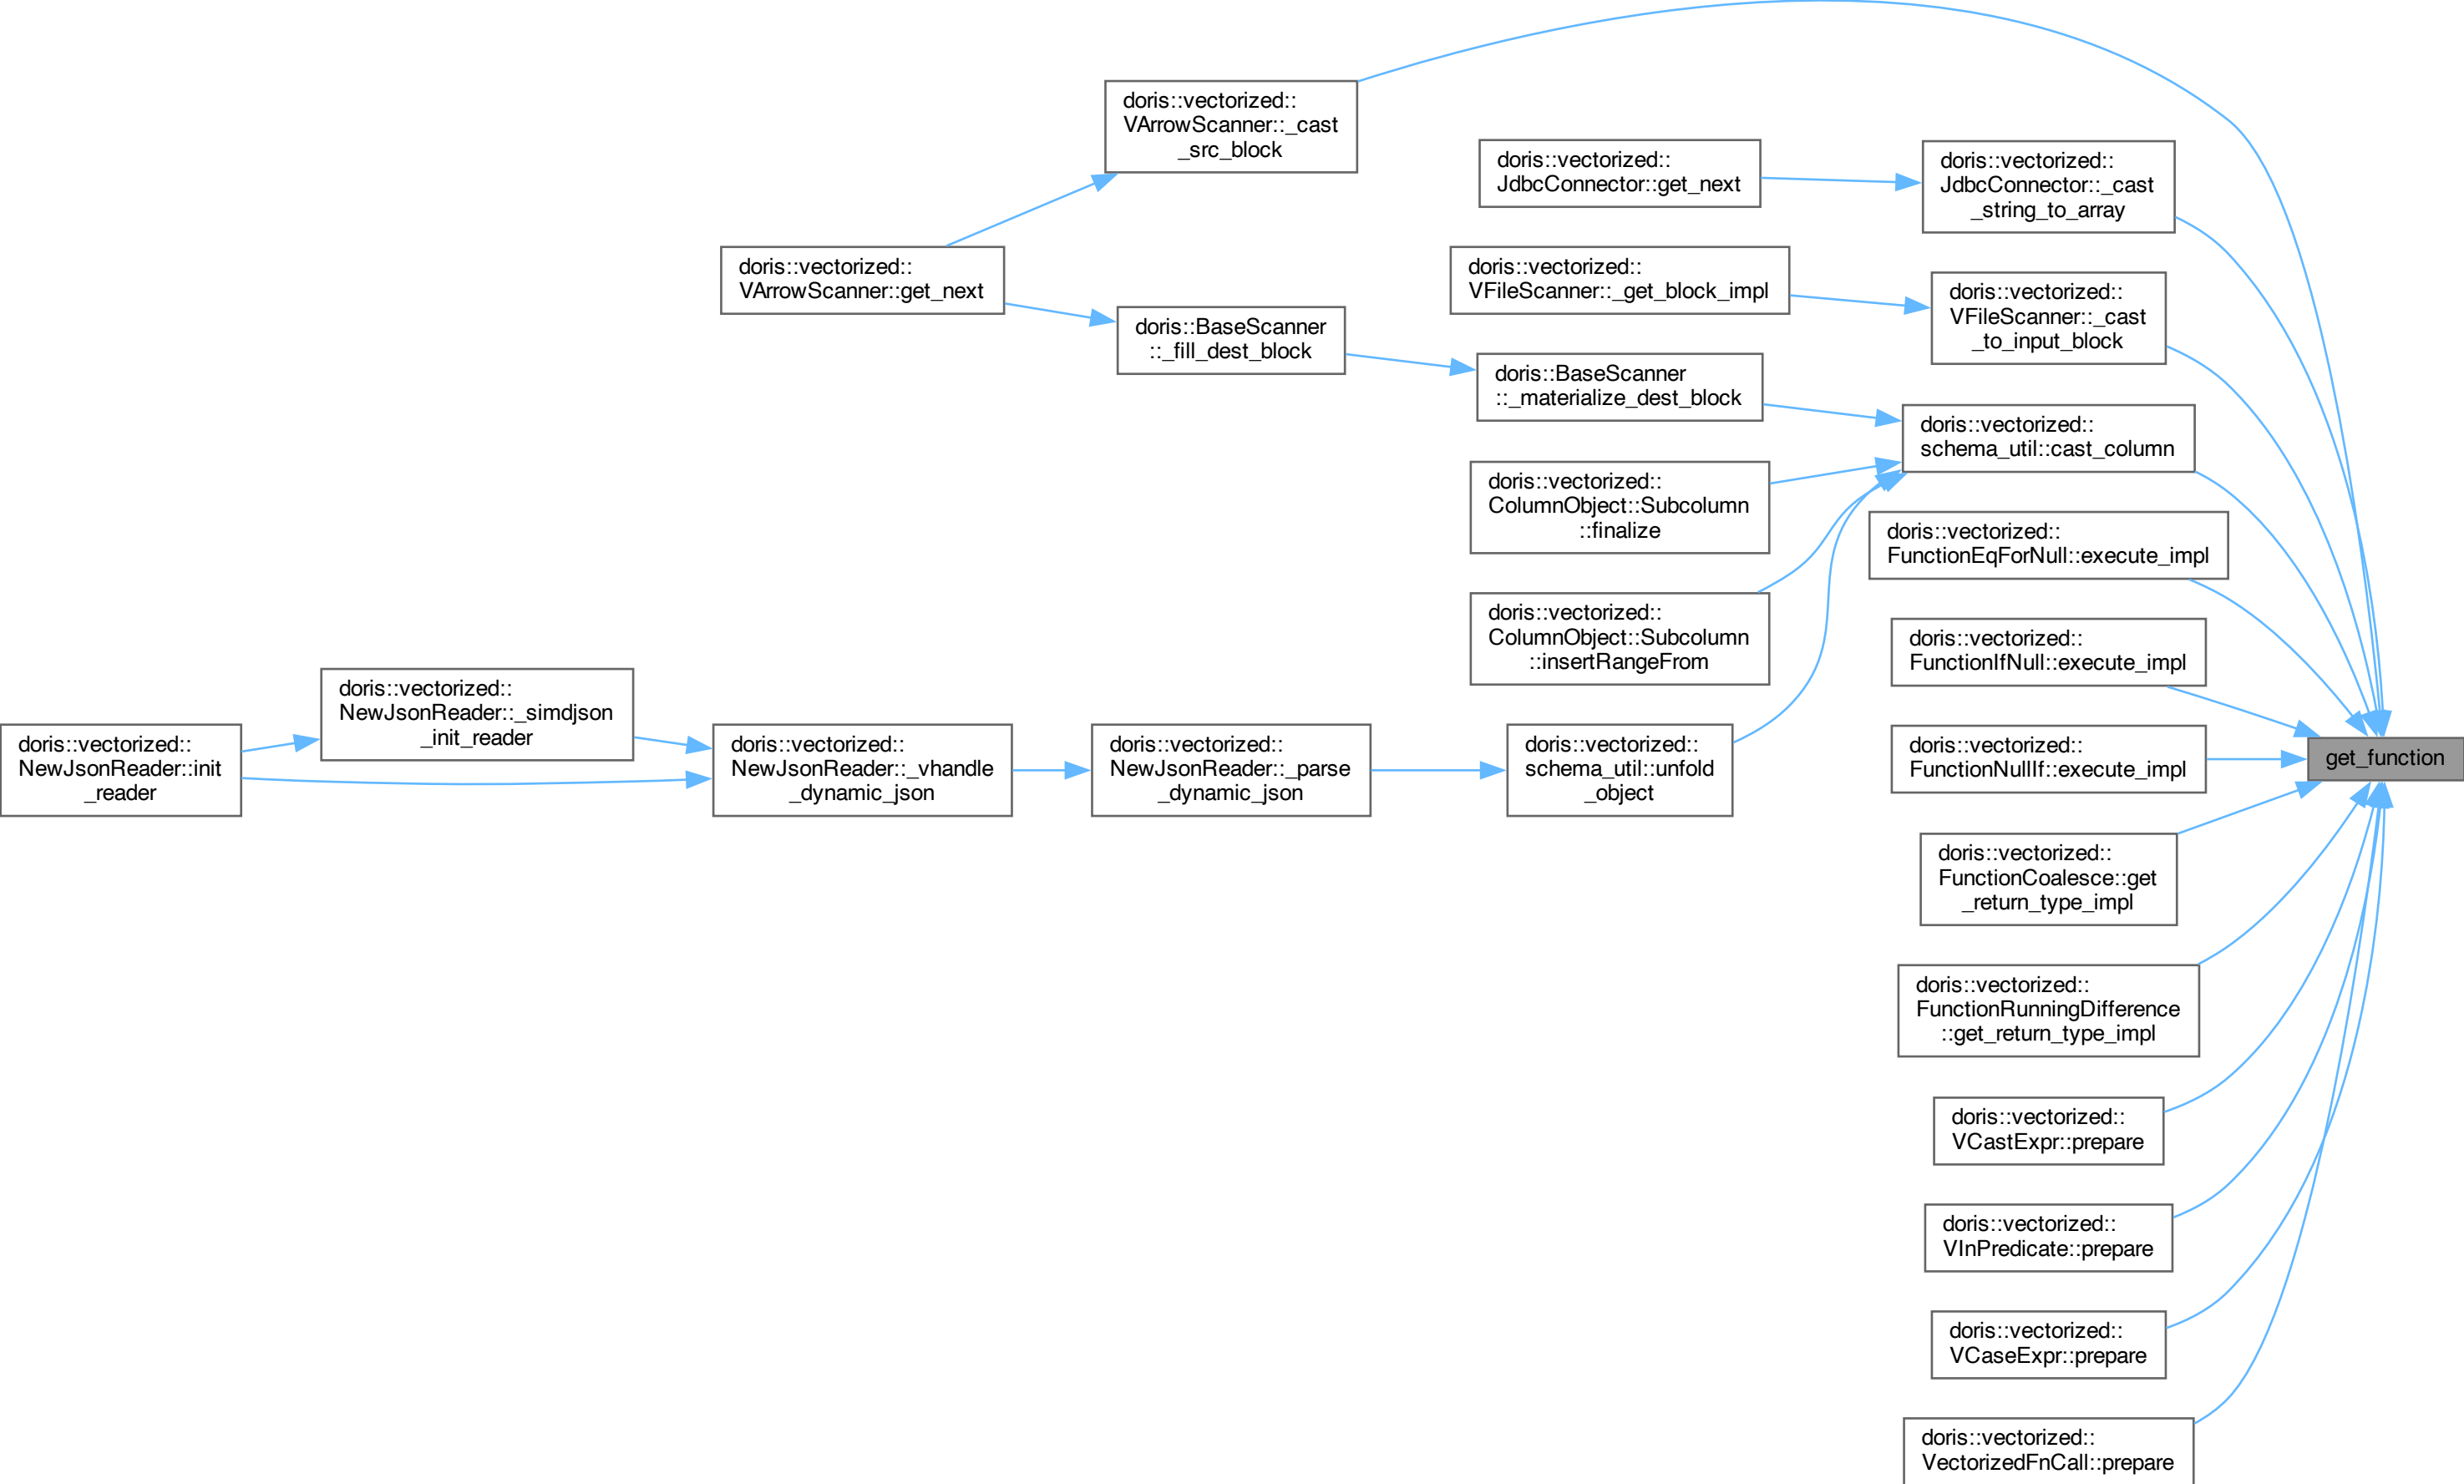 doris::vectorized::
VArrowScanner::_cast
_src_block
doris::vectorized::
JdbcConnector::get_next
doris::vectorized::
JdbcConnector::_cast
_string_to_array
doris::vectorized::
VArrowScanner::get_next
doris::vectorized::
VFileScanner::_get_block_impl
doris::vectorized::
VFileScanner::_cast
_to_input_block
doris::BaseScanner
::_fill_dest_block
doris::BaseScanner
::_materialize_dest_block
doris::vectorized::
schema_util::cast_column
doris::vectorized::
ColumnObject::Subcolumn
::finalize
doris::vectorized::
FunctionEqForNull::execute_impl
doris::vectorized::
ColumnObject::Subcolumn
::insertRangeFrom
doris::vectorized::
FunctionIfNull::execute_impl
doris::vectorized::
NewJsonReader::init
_reader
doris::vectorized::
NewJsonReader::_simdjson
_init_reader
doris::vectorized::
NewJsonReader::_vhandle
_dynamic_json
doris::vectorized::
NewJsonReader::_parse
_dynamic_json
doris::vectorized::
schema_util::unfold
_object
doris::vectorized::
FunctionNullIf::execute_impl
get_function
doris::vectorized::
FunctionCoalesce::get
_return_type_impl
doris::vectorized::
FunctionRunningDifference
::get_return_type_impl
doris::vectorized::
VCastExpr::prepare
doris::vectorized::
VInPredicate::prepare
doris::vectorized::
VCaseExpr::prepare
doris::vectorized::
VectorizedFnCall::prepare